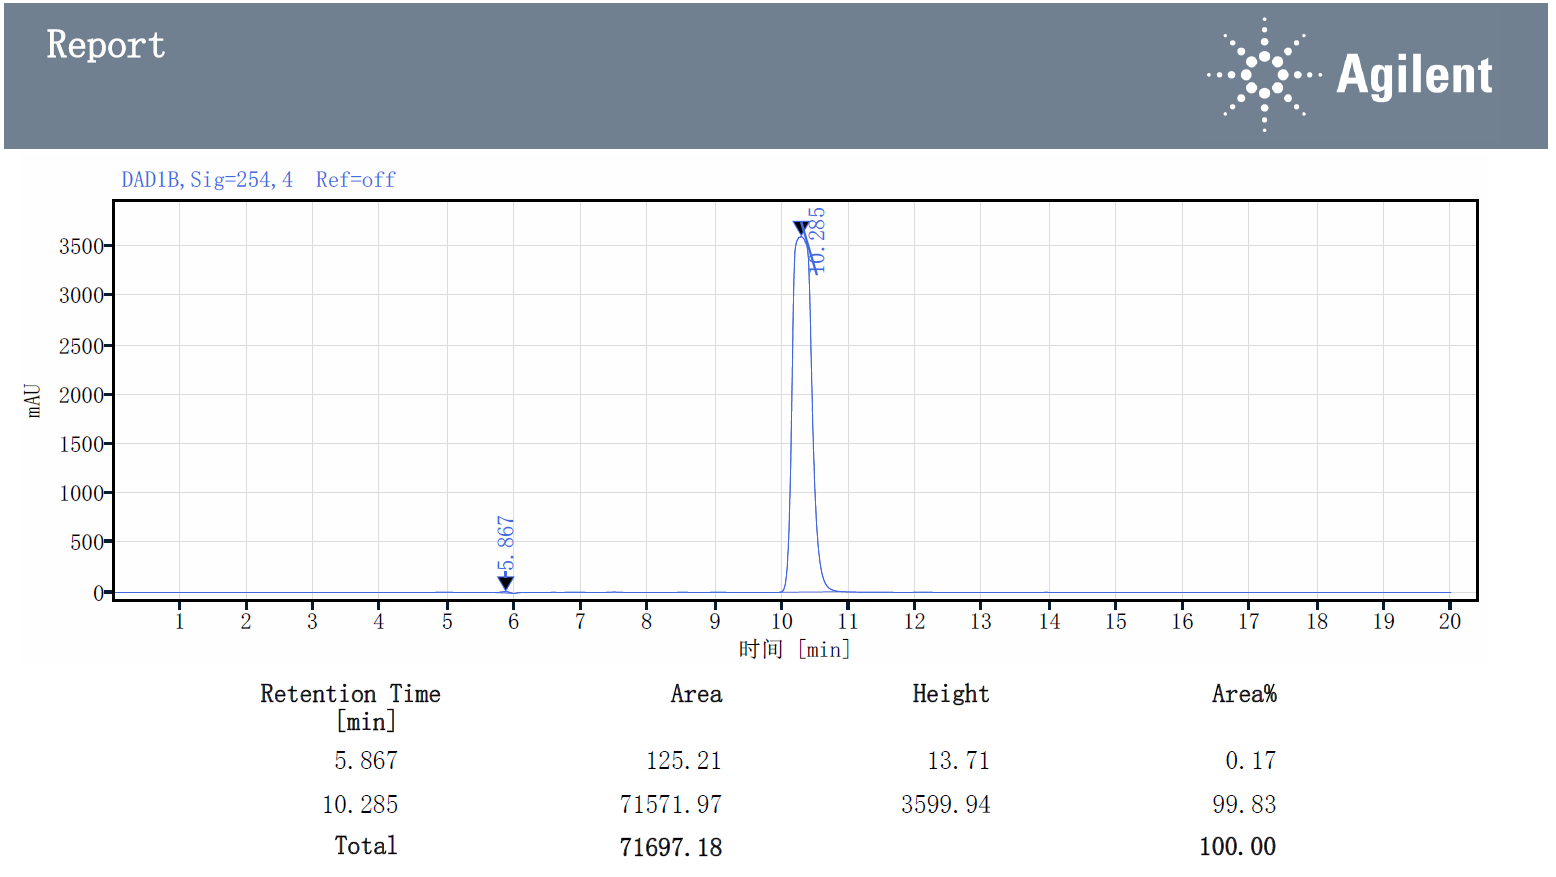 Report
Agilent
DAD1B,Sig=254,4  Ref=off
10.285
3500
3000
2500
mAU
2000
1500
1000
5.867
500
0
1 2 3 4 5 6 7 8 9 10 11 12 13 14 15 16 17 18 19 20
时间 [min]
Retention Time Area Height Area%
[min]
5.867 125.21 13.71 0.17
10.285 71571.97 3599.94 99.83
Total 71697.18 100.00